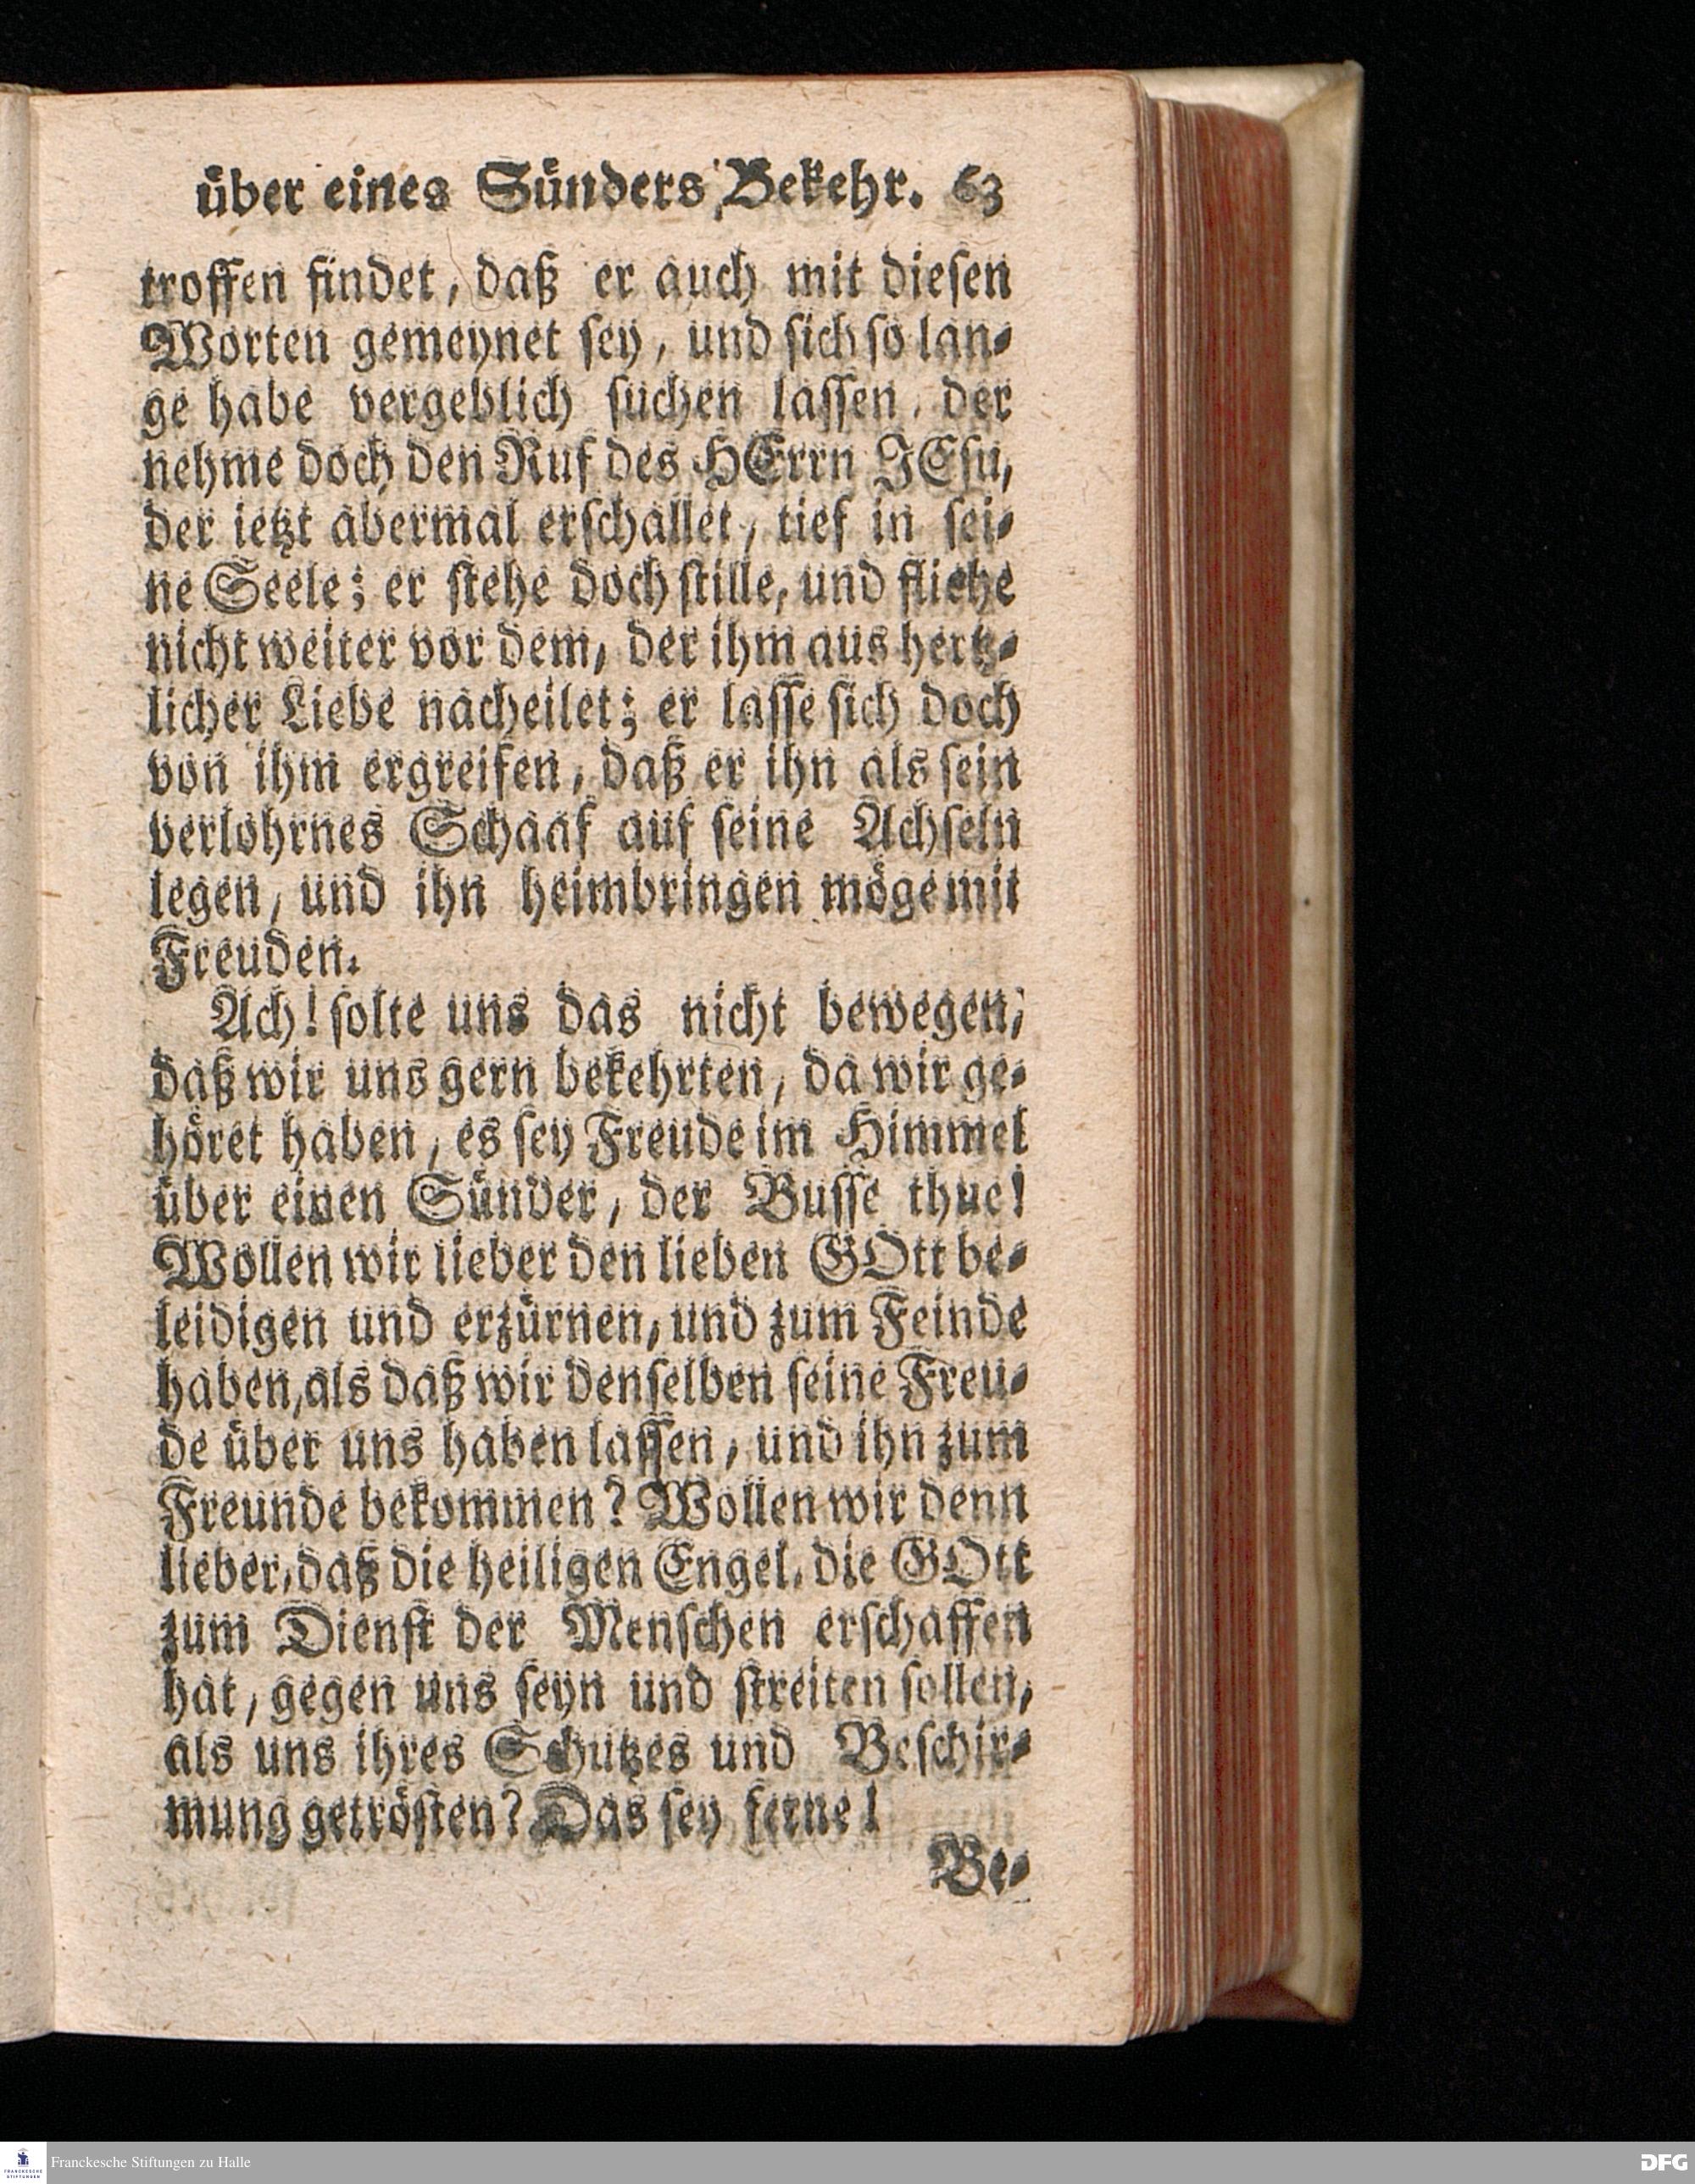 über eines Sünders Bekehr. 63
troffen findet, daß er auch mit diesen
Worten gemeynet sey, und sich so lan-
ge habe vergeblich suchen lassen, der
nehme doch den Ruf des HErrn JEsu,
der ietzt abermal erschallet, tief in sei-
ne Seele; er stehe doch stille, und fliehe
nicht weiter vor dem, der ihm aus hertz-
licher Liebe nacheilet; er lasse sich doch
von ihm ergreifen, daß er ihn als sein
verlohrnes Schaaf auf seine Achseln
legen, und ihn heimbringen möge mit
Freuden.
Ach! solte uns das nicht bewegen,
daß wir uns gern bekehrten, da wir ge-
höret haben, es sey Freude im Himmel
über einen Sünder, der Busse thue!
Wollen wir lieber den lieben GOtt be-
leidigen und erzürnen, und zum Feinde
haben, als daß wir denselben seine Freu-
de über uns haben lassen, und ihn zum
Freunde bekommen? Wollen wir denn
lieber, daß die heiligen Engel, die GOtt
zum Dienst der Menschen erschaffen
hat, gegen uns seyn und streiten sollen,
als uns ihres Schutzes und Beschir-
mung getrösten? Das sey ferne!
Be-
FRANCKESCHE
STIFTUNGEN
Franckesche Stiftungen zu Halle
DFG